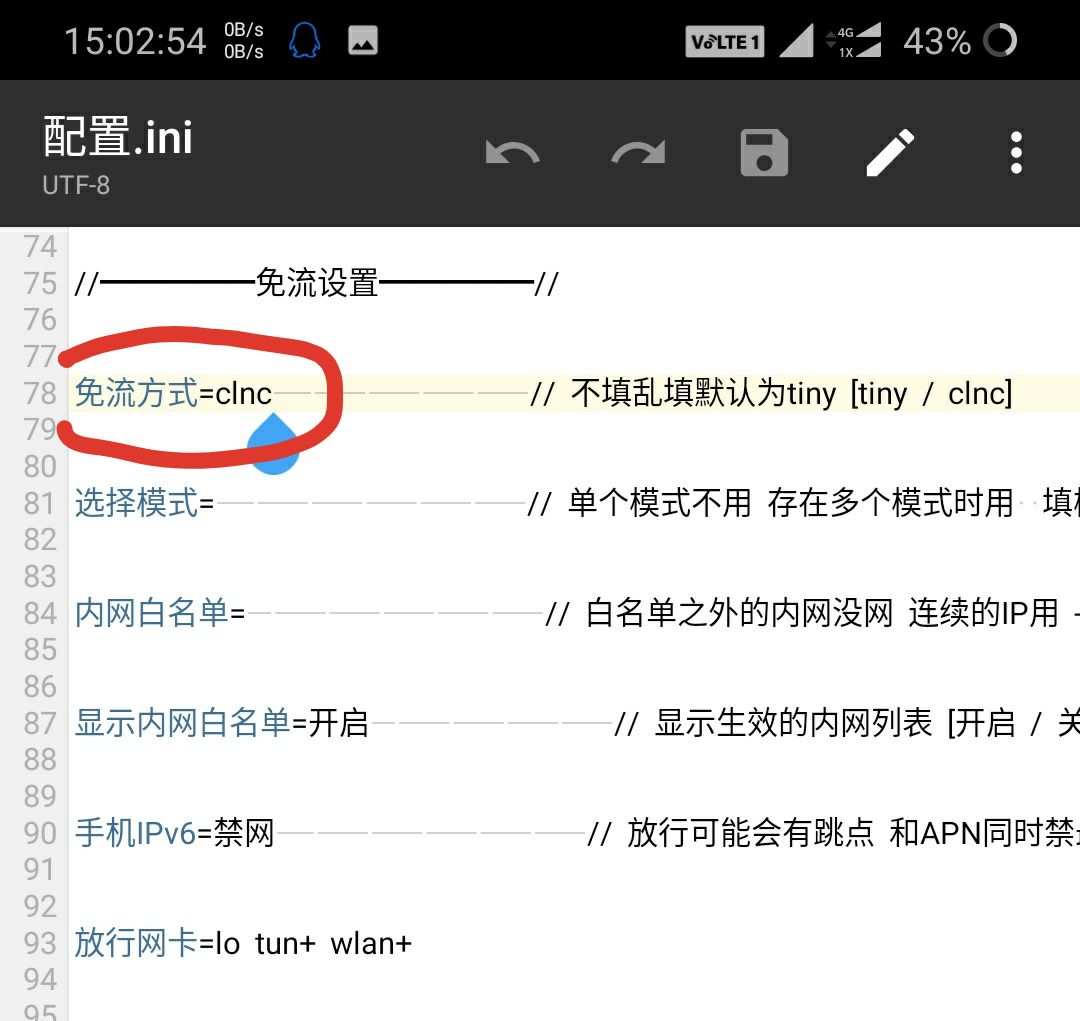 15:02:54 0B/s 0B/s VoLTE 1 4G 1X 43%
配置.ini
UTF-8
74
75 //━━━━━免流设置━━━━━//
76
77
78 免流方式=clnc // 不填乱填默认为tiny [tiny / clnc]
79
80
81 选择模式= // 单个模式不用 存在多个模式时用 填
82
83
84 内网白名单= // 白名单之外的内网没网 连续的IP用 -
85
86
87 显示内网白名单=开启 // 显示生效的内网列表 [开启 / 关
88
89
90 手机IPv6=禁网 // 放行可能会有跳点 和APN同时禁
91
92
93 放行网卡=lo tun+ wlan+
94
95